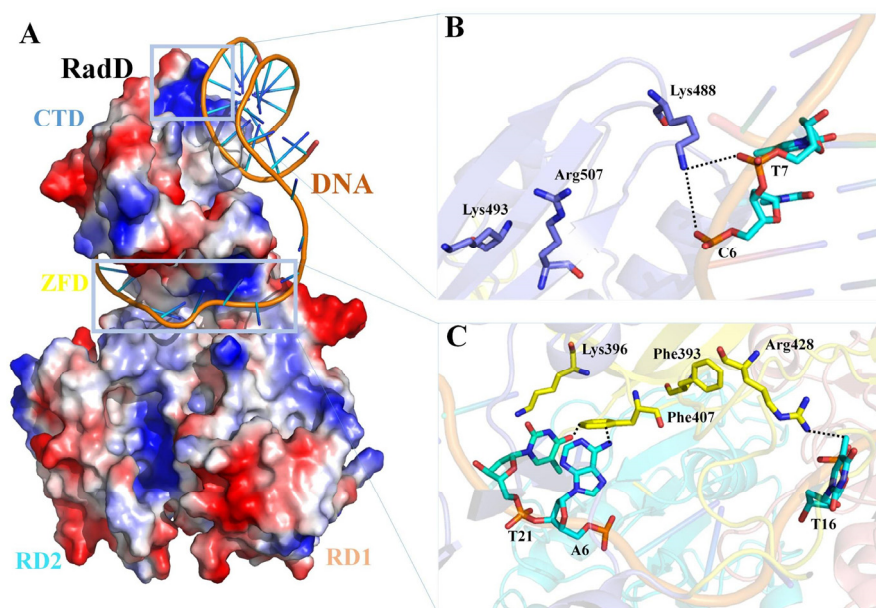 A
RadD
CTD
DNA
ZFD
RD2
RD1
B
Lys488
Arg507
Lys493
T7
C6
C
Lys396
Phe393
Arg428
Phe407
T21
A6
T16